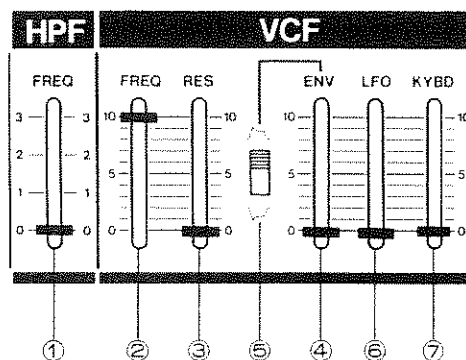 HPF VCF
FREQ FREQ RES ENV LFO KYBD
3 3 10 10 10 10
2 2
1 1 5 5 5 5
0 0 0 0 0 0
① ② ③ ⑤ ④ ⑥ ⑦